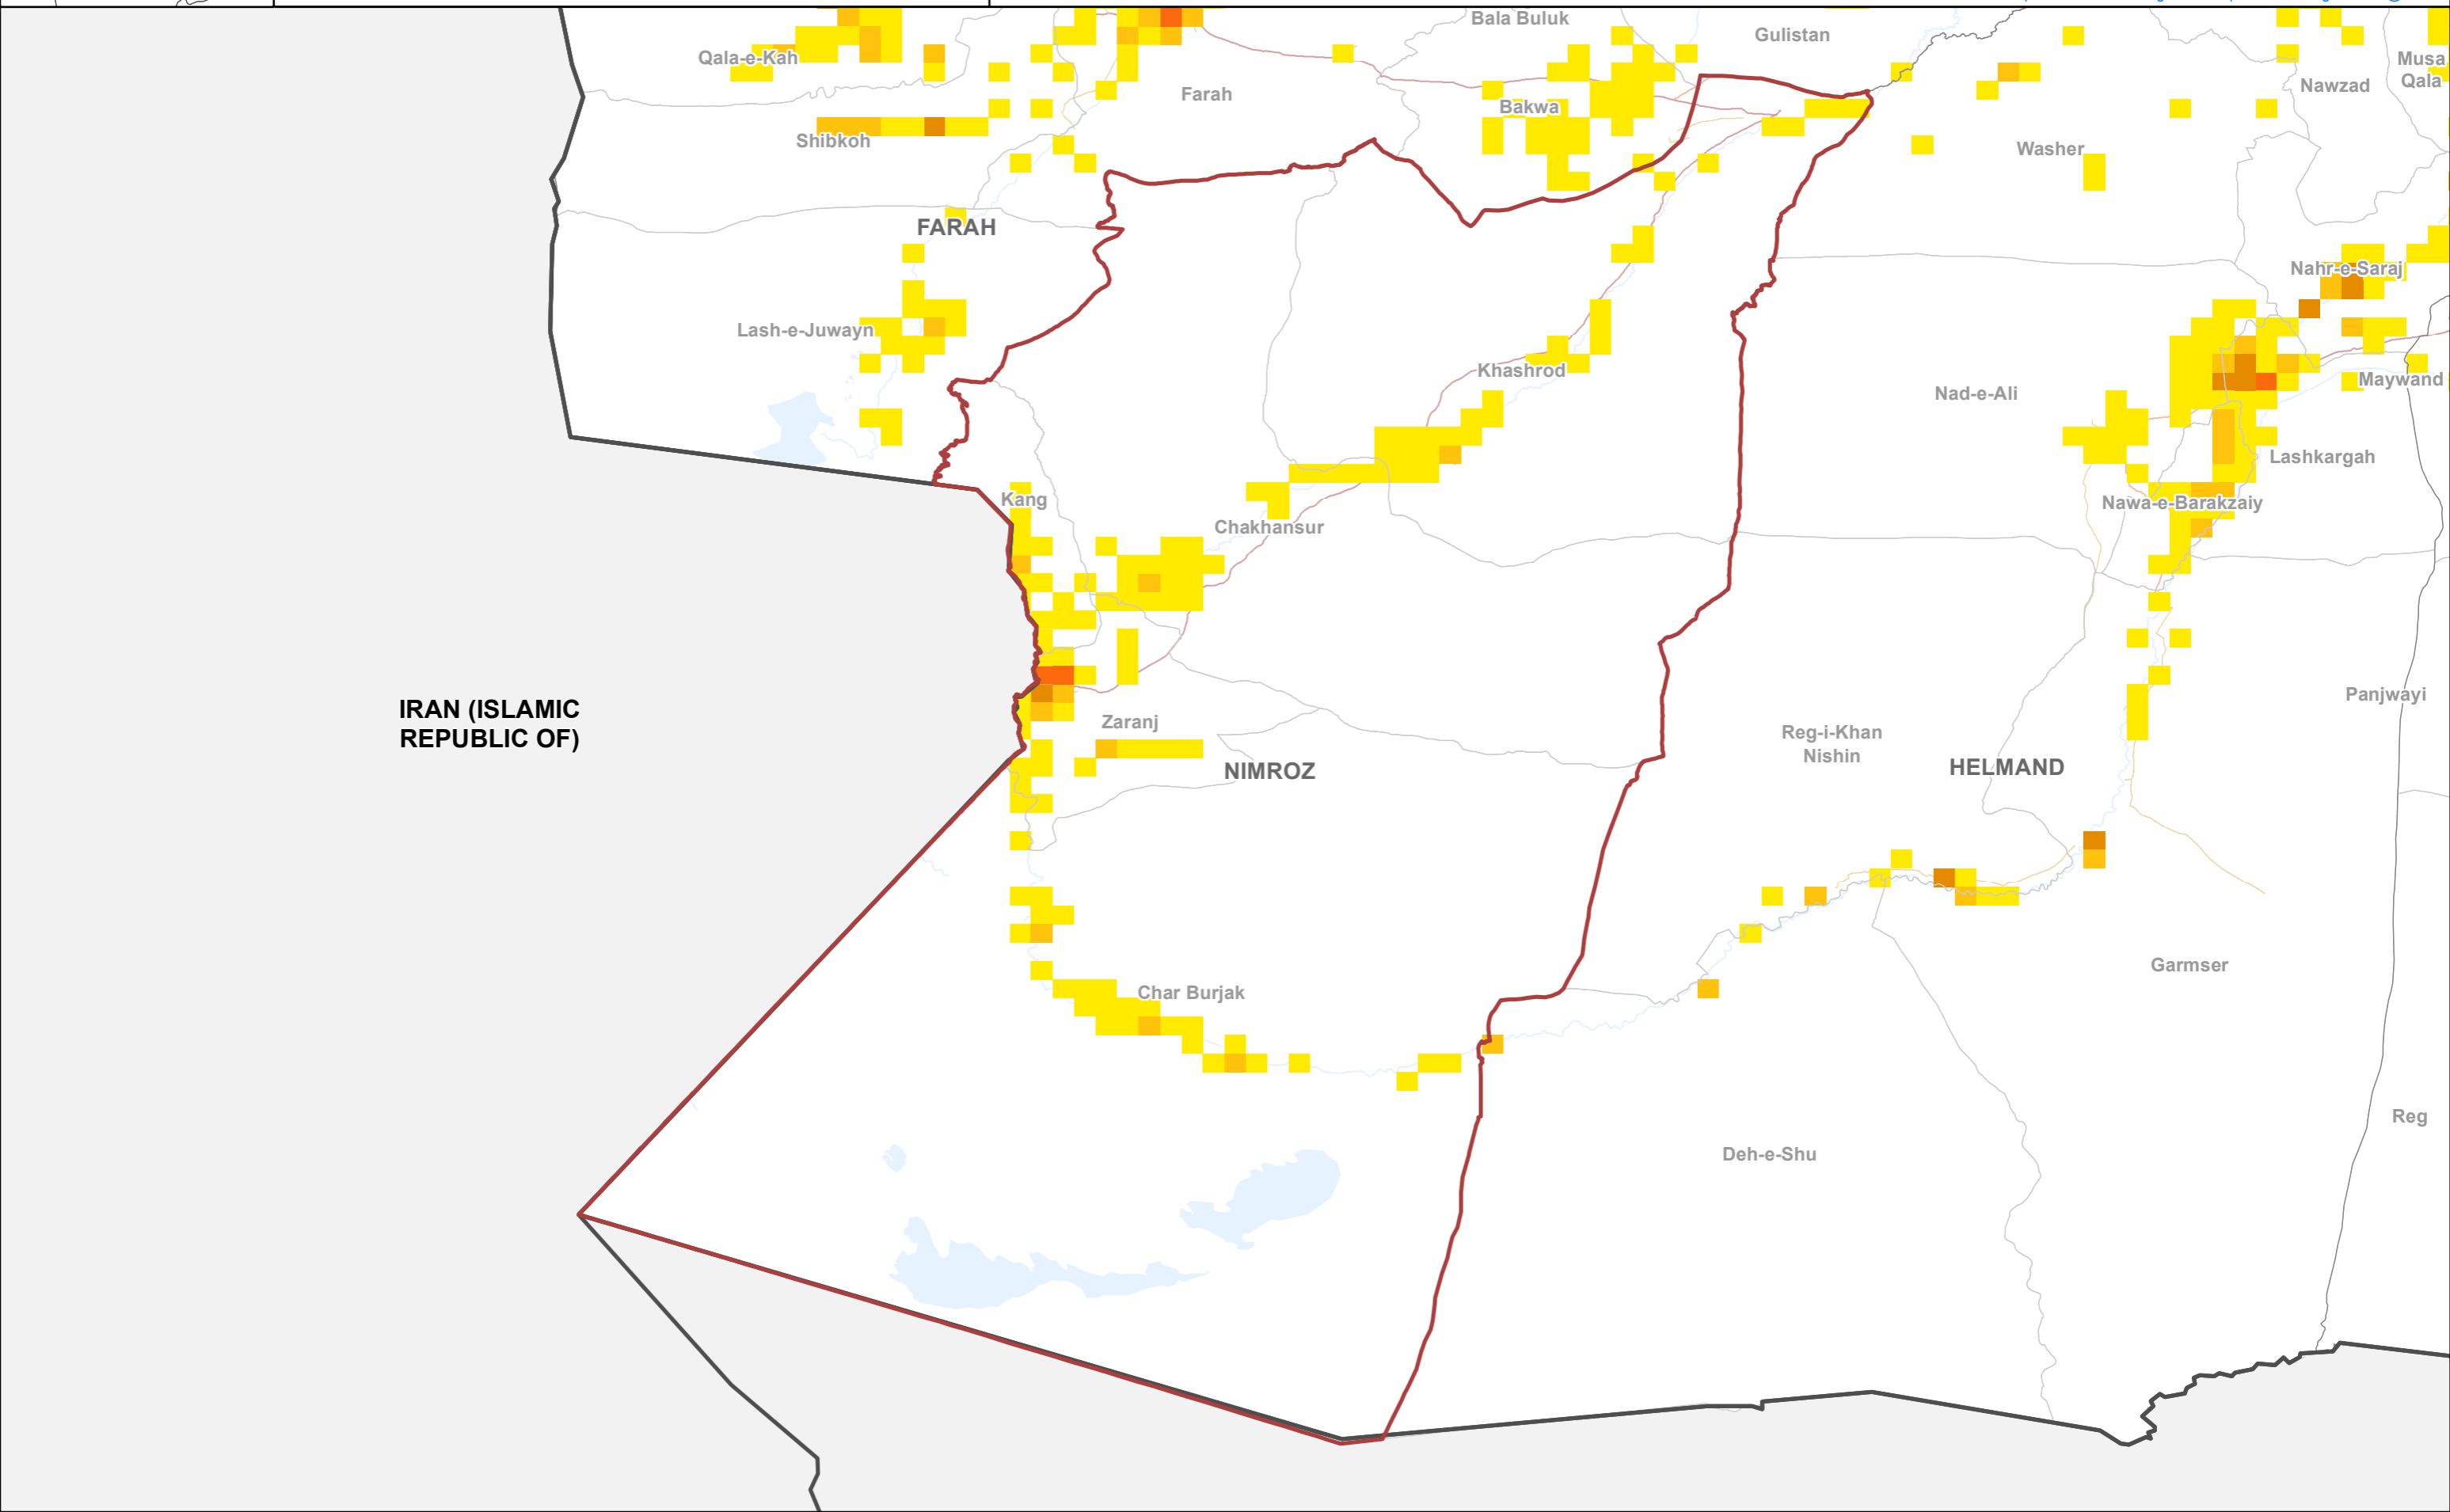 Bala Buluk
Gulistan
Qala-e-Kah
Musa
Qala
Nawzad
Farah
Bakwa
Shibkoh
Washer
FARAH
Nahr-e-Saraj
Lash-e-Juwayn
Khashrod
Maywand
Nad-e-Ali
Lashkargah
Kang
Nawa-e-Barakzaiy
Chakhansur
Panjwayi
IRAN (ISLAMIC
REPUBLIC OF)
Zaranj
Reg-i-Khan
Nishin
NIMROZ
HELMAND
Garmser
Char Burjak
Reg
Deh-e-Shu